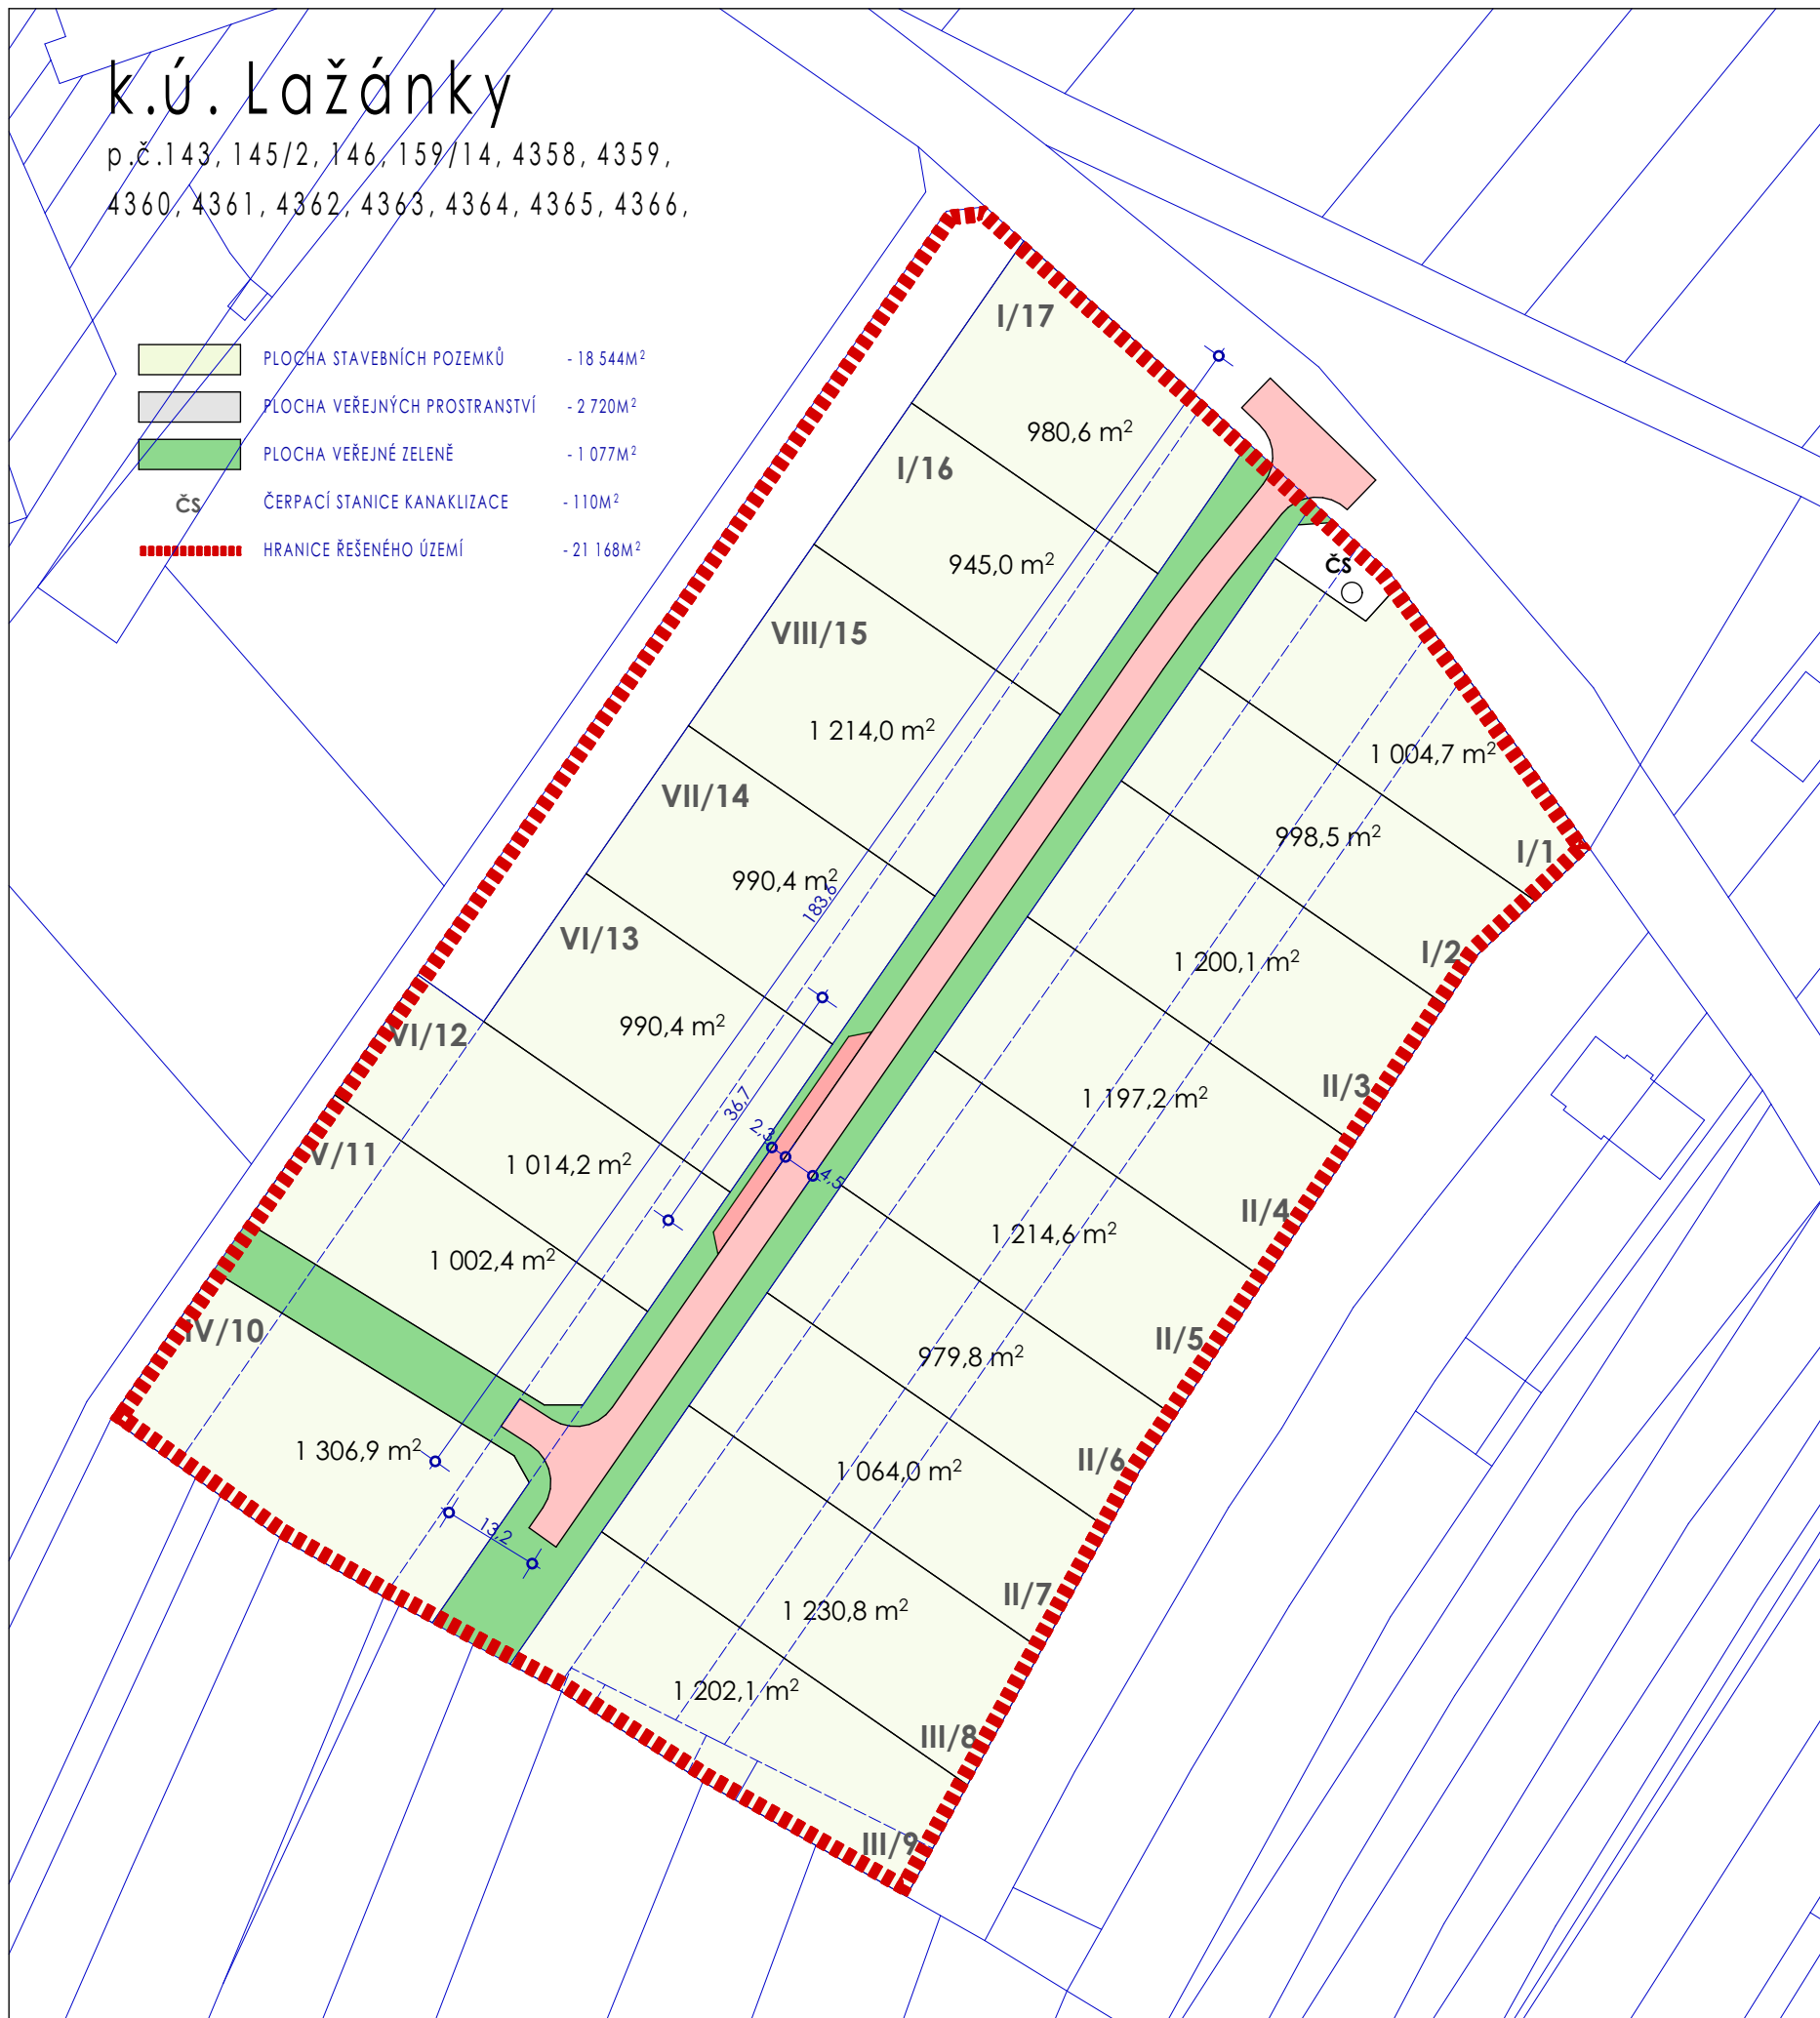 k.ú. Lažánky
p.č.143, 145/2, 146, 159/14, 4358, 4359,
4360, 4361, 4362, 4363, 4364, 4365, 4366,
PLOCHA STAVEBNÍCH POZEMKŮ - 18 544M²
PLOCHA VEŘEJNÝCH PROSTRANSTVÍ - 2 720M²
PLOCHA VEŘEJNÉ ZELENĚ - 1 077M²
ČS ČERPACÍ STANICE KANAKLIZACE - 110M²
HRANICE ŘEŠENÉHO ÚZEMÍ - 21 168M²
I/17
980,6 m²
I/16
945,0 m²
ČS
VIII/15
1 214,0 m²
1 004,7 m²
VII/14
998,5 m²
I/1
990,4 m²
183,6
VI/13
I/2
1 200,1 m²
990,4 m²
VI/12
II/3
1 197,2 m²
36,7
2,3
V/11
1 014,2 m²
4,5
II/4
1 214,6 m²
1 002,4 m²
IV/10
II/5
979,8 m²
1 306,9 m²
II/6
1 064,0 m²
13,2
II/7
1 230,8 m²
1 202,1 m²
III/8
III/9